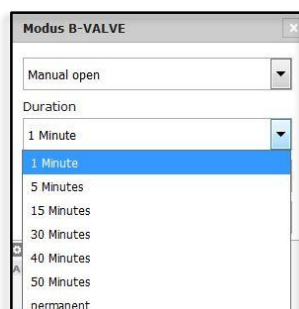 Modus B-VALVE
Manual open
Duration
1 Minute
1 Minute
5 Minutes
15 Minutes
30 Minutes
40 Minutes
50 Minutes
permanent